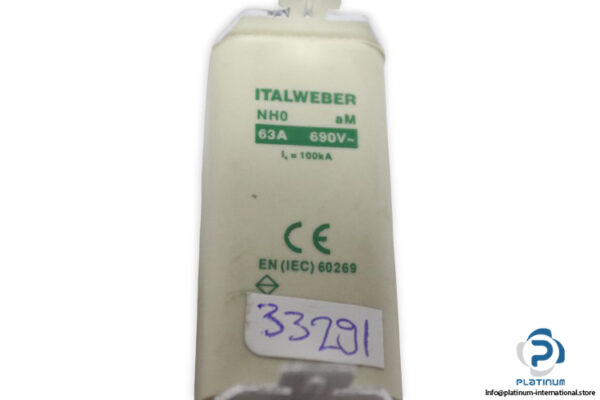 ITALWEBER
NH0 aM
63A 690V~
I₁ = 100kA
CE
EN (IEC) 60269
33291
PLATINUM
info@platinum-international.store